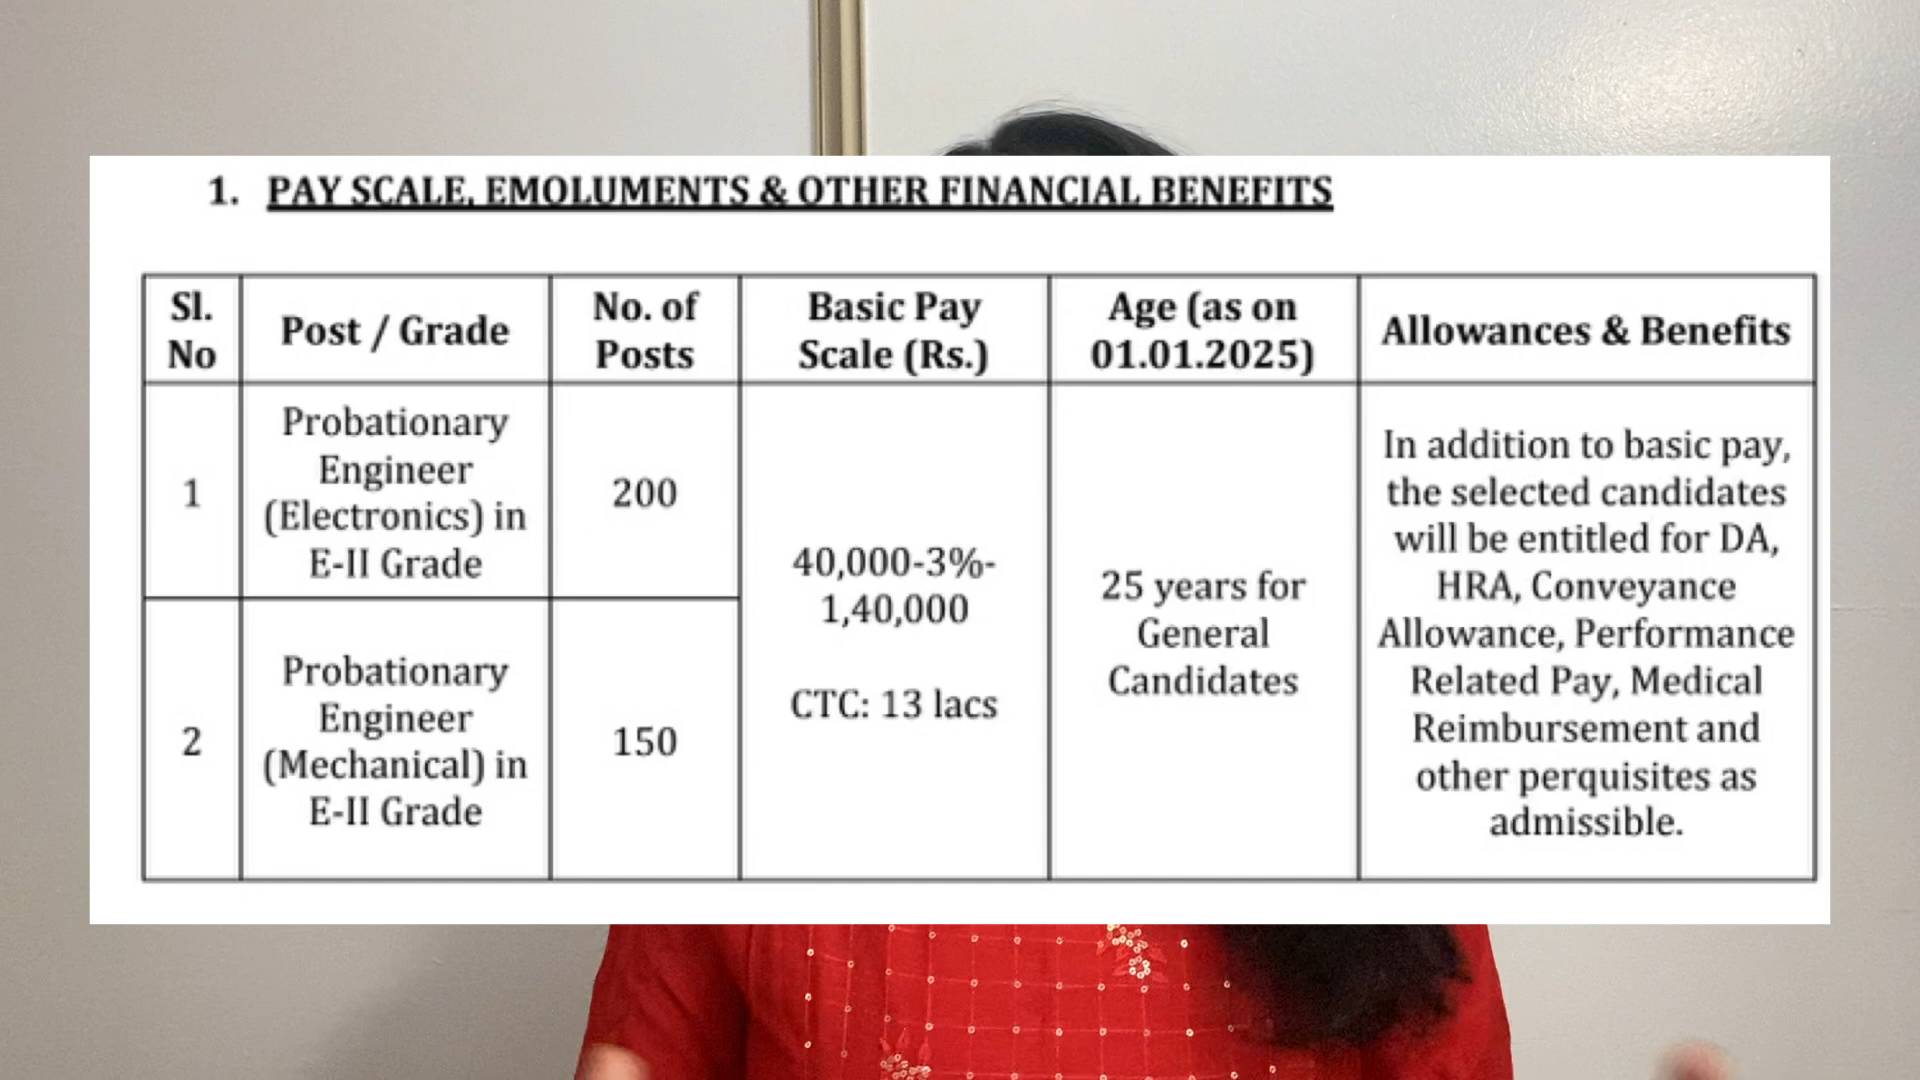 1. PAY SCALE, EMOLUMENTS & OTHER FINANCIAL BENEFITS
Sl.
No
Post / Grade
No. of
Posts
Basic Pay
Scale (Rs.)
Age (as on
01.01.2025)
Allowances & Benefits
1
Probationary
Engineer
(Electronics) in
E-II Grade
200
2
Probationary
Engineer
(Mechanical) in
E-II Grade
150
40,000-3%-
1,40,000
CTC: 13 lacs
25 years for
General
Candidates
In addition to basic pay,
the selected candidates
will be entitled for DA,
HRA, Conveyance
Allowance, Performance
Related Pay, Medical
Reimbursement and
other perquisites as
admissible.